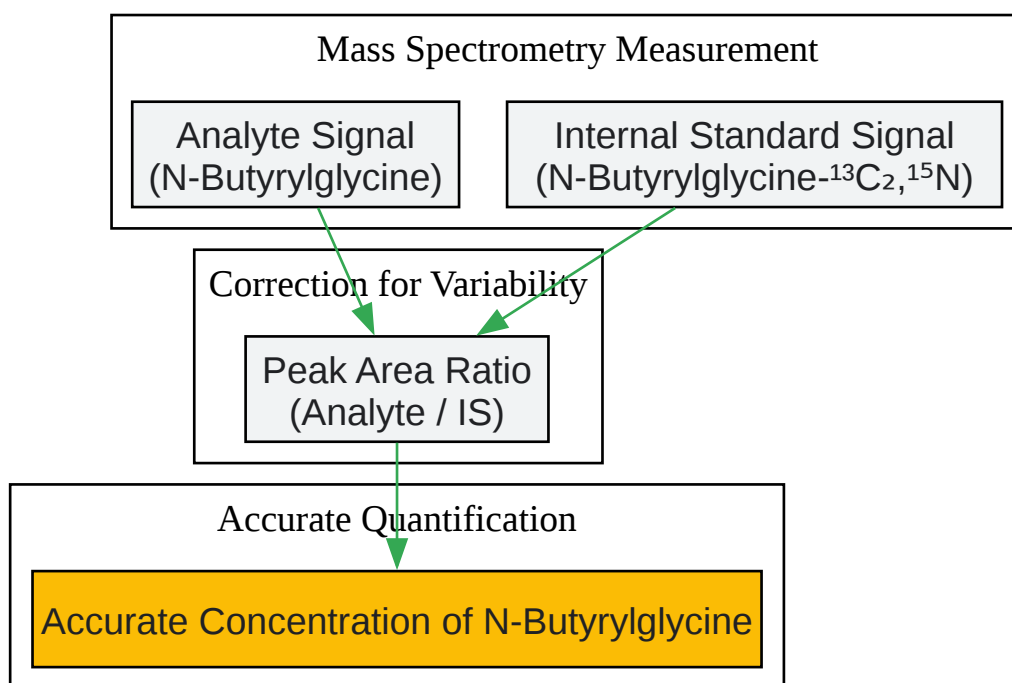 Mass Spectrometry Measurement
Analyte Signal
(N-Butyrylglycine)
Internal Standard Signal
(N-Butyrylglycine-¹³C₂,¹⁵N)
Correction for Variability
Peak Area Ratio
(Analyte / IS)
Accurate Quantification
Accurate Concentration of N-Butyrylglycine